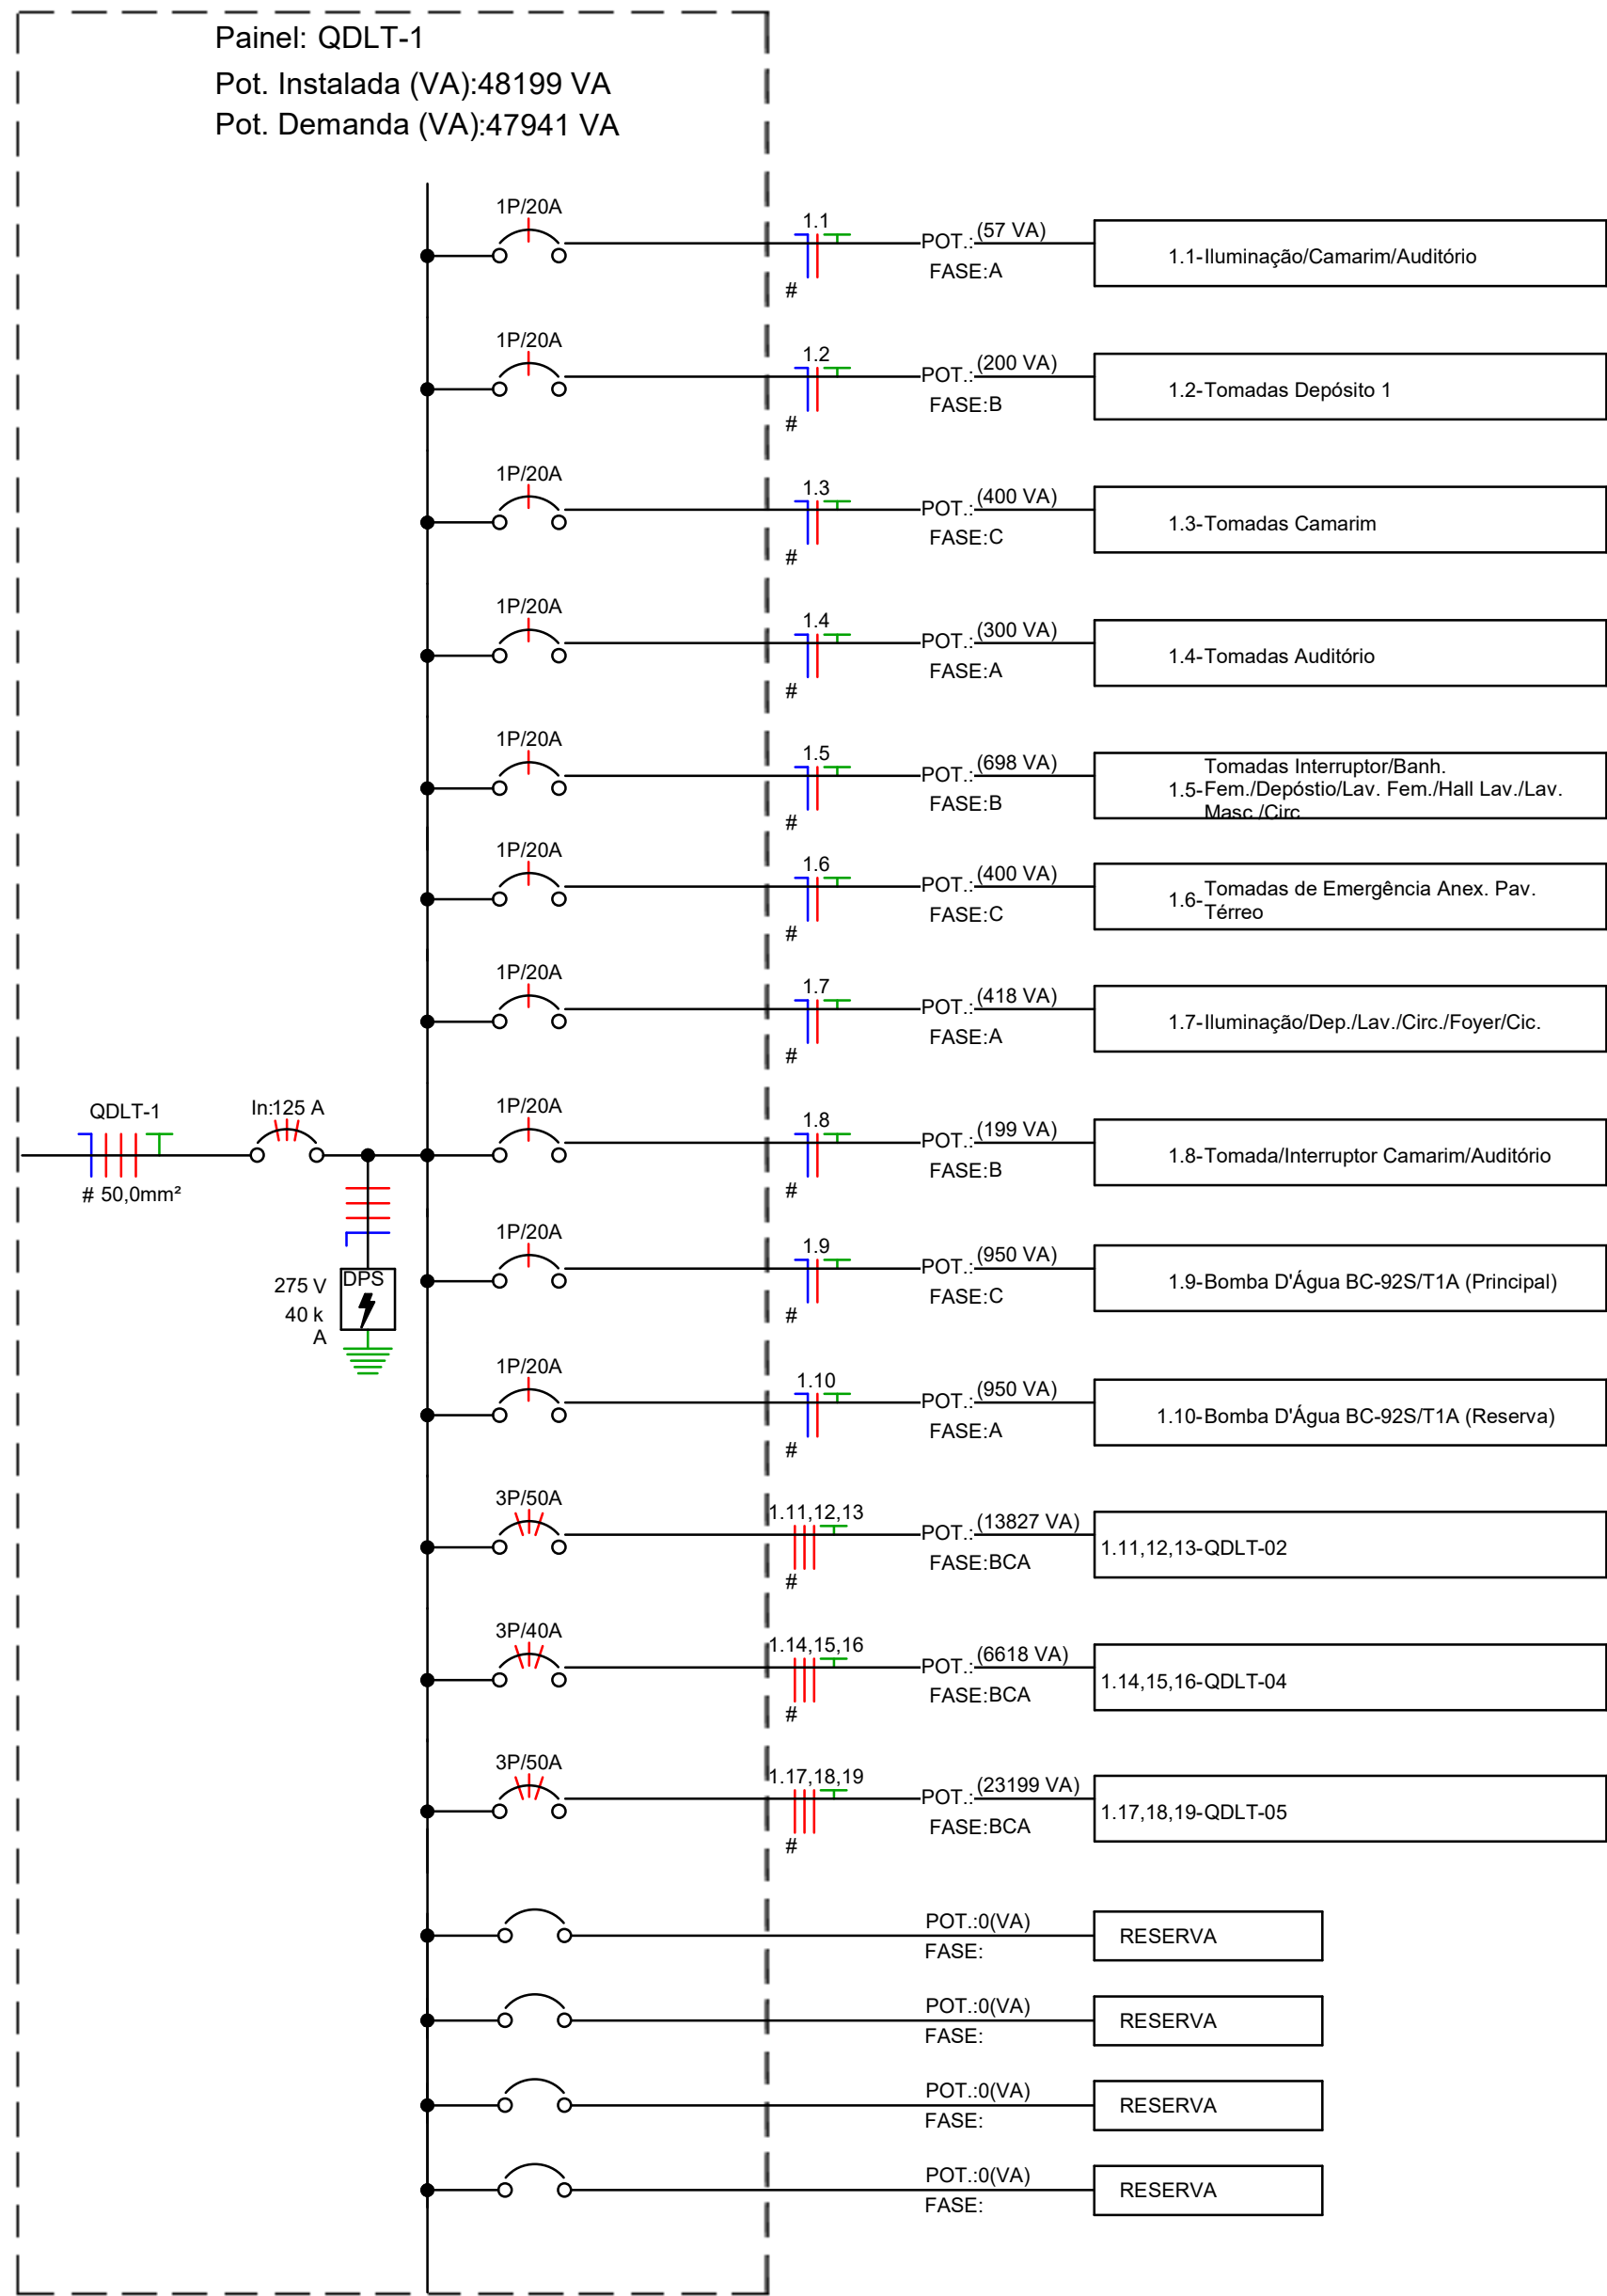 Painel: QDLT-1
Pot. Instalada (VA):48199 VA
Pot. Demanda (VA):47941 VA
1P/20A
1.1
#
POT.:(57 VA)
FASE:A
1.1-Iluminação/Camarim/Auditório
1P/20A
1.2
#
POT.:(200 VA)
FASE:B
1.2-Tomadas Depósito 1
1P/20A
1.3
#
POT.:(400 VA)
FASE:C
1.3-Tomadas Camarim
1P/20A
1.4
#
POT.:(300 VA)
FASE:A
1.4-Tomadas Auditório
1P/20A
1.5
#
POT.:(698 VA)
FASE:B
Tomadas Interruptor/Banh.
1.5-Fem./Depóstio/Lav. Fem./Hall Lav./Lav.
Masc./Circ
1P/20A
1.6
#
POT.:(400 VA)
FASE:C
1.6-Tomadas de Emergência Anex. Pav.
Térreo
1P/20A
1.7
#
POT.:(418 VA)
FASE:A
1.7-Iluminação/Dep./Lav./Circ./Foyer/Cic.
QDLT-1
# 50,0mm²
In:125 A
1P/20A
1.8
#
POT.:(199 VA)
FASE:B
1.8-Tomada/Interruptor Camarim/Auditório
DPS
275 V
40 k
A
1P/20A
1.9
#
POT.:(950 VA)
FASE:C
1.9-Bomba D'Água BC-92S/T1A (Principal)
1P/20A
1.10
#
POT.:(950 VA)
FASE:A
1.10-Bomba D'Água BC-92S/T1A (Reserva)
3P/50A
1.11,12,13
#
POT.:(13827 VA)
FASE:BCA
1.11,12,13-QDLT-02
3P/40A
1.14,15,16
#
POT.:(6618 VA)
FASE:BCA
1.14,15,16-QDLT-04
3P/50A
1.17,18,19
#
POT.:(23199 VA)
FASE:BCA
1.17,18,19-QDLT-05
POT.:0(VA)
FASE:
RESERVA
POT.:0(VA)
FASE:
RESERVA
POT.:0(VA)
FASE:
RESERVA
POT.:0(VA)
FASE:
RESERVA